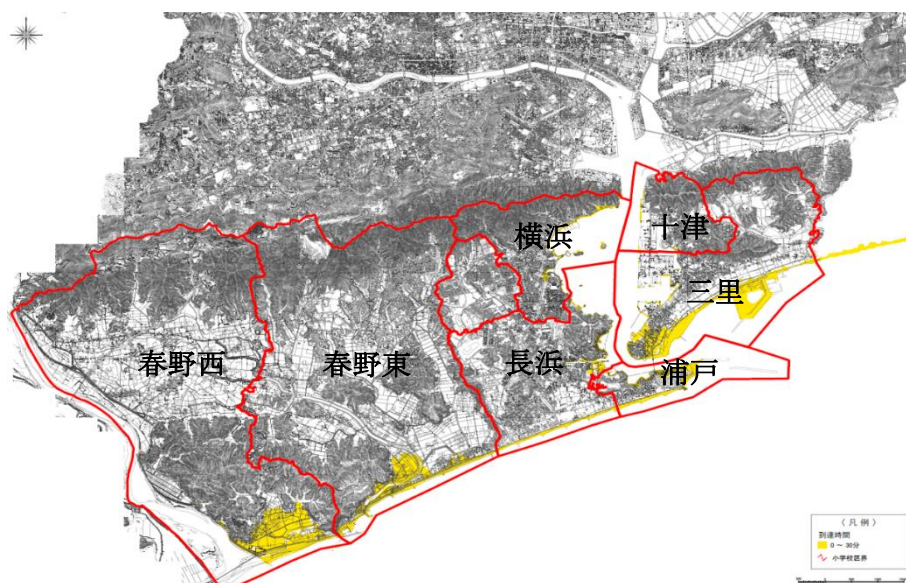 横浜
十津
三里
春野西
春野東
長浜
浦戸
(凡例)
到達時間
0 ～ 30分
小学校区界